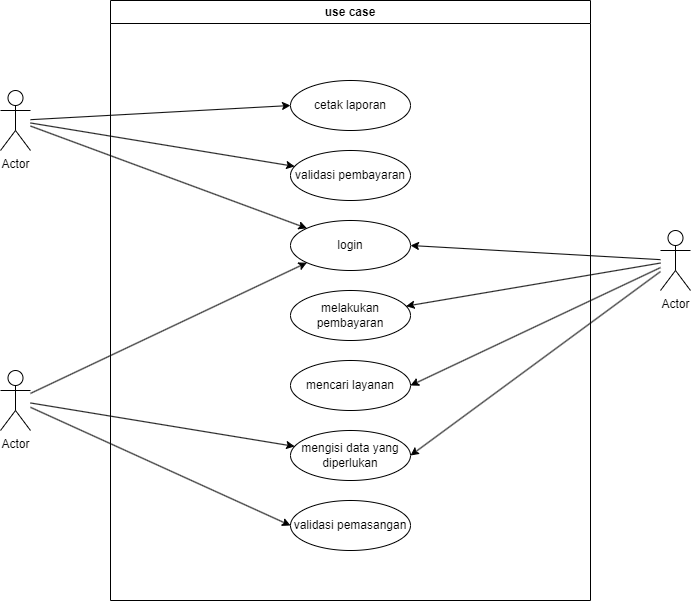 use case
cetak laporan
Actor
validasi pembayaran
login
melakukan
pembayaran
Actor
mencari layanan
Actor
mengisi data yang
diperlukan
validasi pemasangan